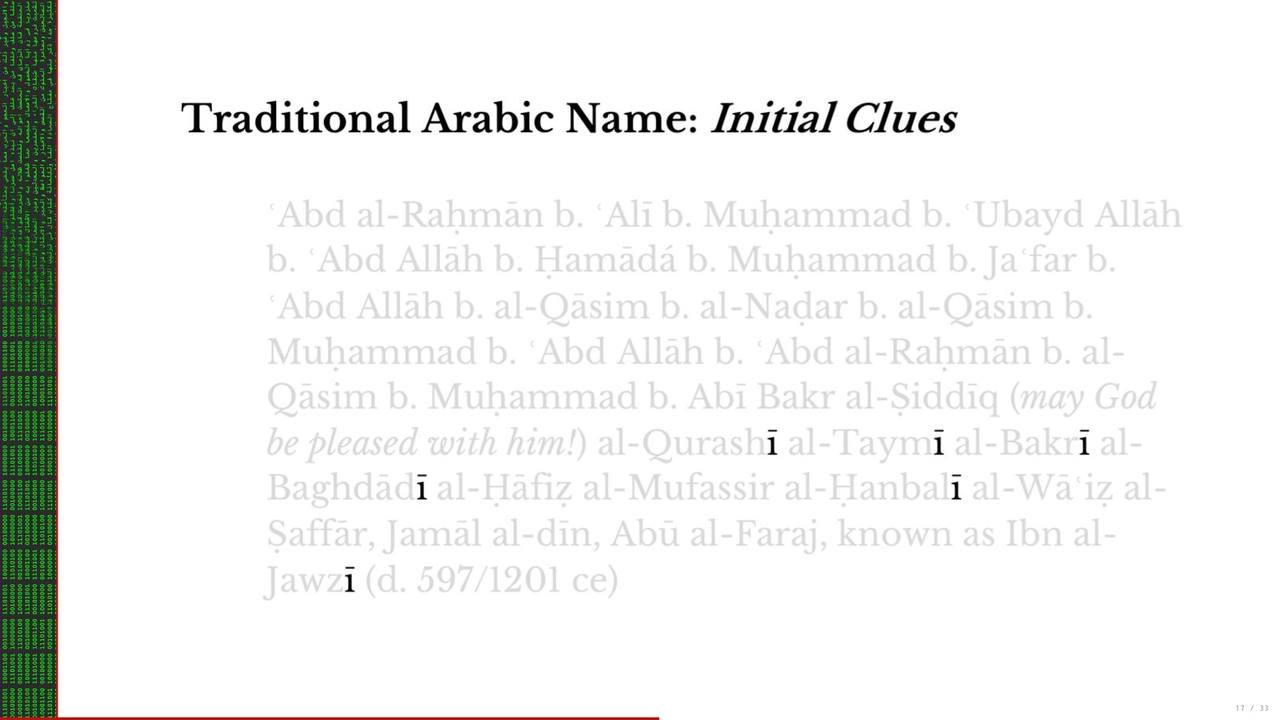 Traditional Arabic Name: Initial Clues
ʿAbd al-Raḥmān b. ʿAlī b. Muḥammad b. ʿUbayd Allāh
b. ʿAbd Allāh b. Ḥamādá b. Muḥammad b. Jaʿfar b.
ʿAbd Allāh b. al-Qāsim b. al-Naḍar b. al-Qāsim b.
Muḥammad b. ʿAbd Allāh b. ʿAbd al-Raḥmān b. al-
Qāsim b. Muḥammad b. Abī Bakr al-Ṣiddīq (may God
be pleased with him!) al-Qurashī al-Taymī al-Bakrī al-
Baghdādī al-Ḥāfiẓ al-Mufassir al-Ḥanbalī al-Wāʿiẓ al-
Ṣaffār, Jamāl al-dīn, Abū al-Faraj, known as Ibn al-
Jawzī (d. 597/1201 ce)
17 / 33